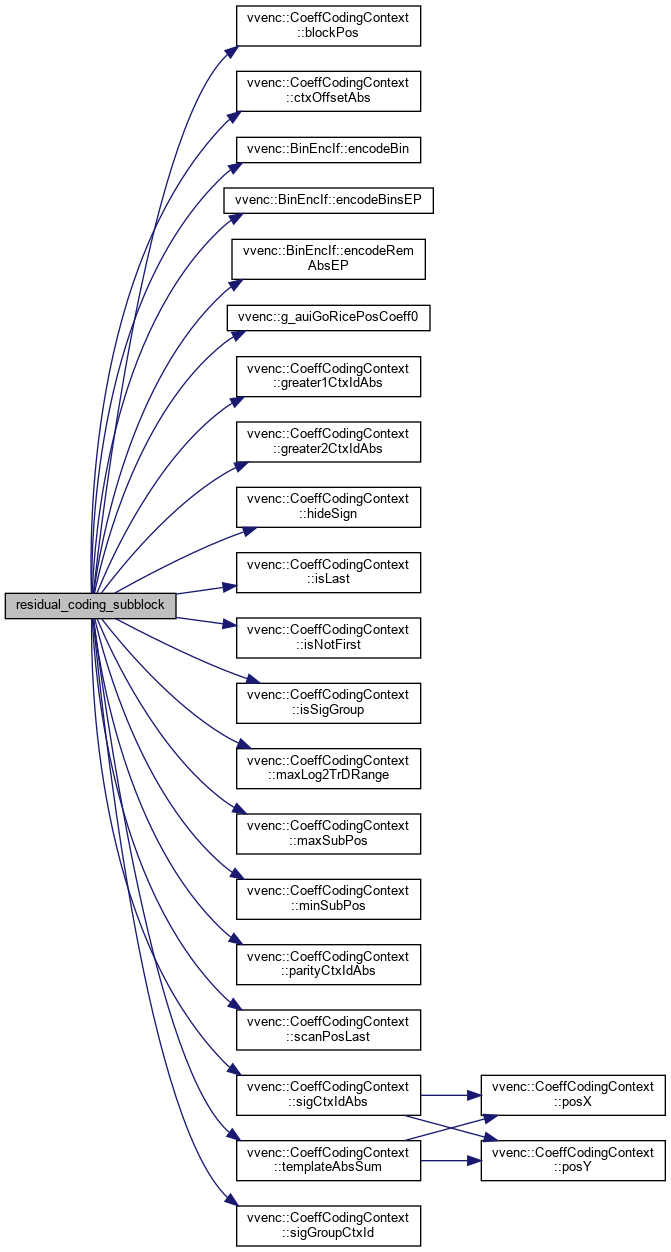 vvenc::CoeffCodingContext
::blockPos
vvenc::CoeffCodingContext
::ctxOffsetAbs
vvenc::BinEncIf::encodeBin
vvenc::BinEncIf::encodeBinsEP
vvenc::BinEncIf::encodeRem
AbsEP
vvenc::g_auiGoRicePosCoeff0
vvenc::CoeffCodingContext
::greater1CtxIdAbs
vvenc::CoeffCodingContext
::greater2CtxIdAbs
vvenc::CoeffCodingContext
::hideSign
vvenc::CoeffCodingContext
::isLast
residual_coding_subblock
vvenc::CoeffCodingContext
::isNotFirst
vvenc::CoeffCodingContext
::isSigGroup
vvenc::CoeffCodingContext
::maxLog2TrDRange
vvenc::CoeffCodingContext
::maxSubPos
vvenc::CoeffCodingContext
::minSubPos
vvenc::CoeffCodingContext
::parityCtxIdAbs
vvenc::CoeffCodingContext
::scanPosLast
vvenc::CoeffCodingContext
::sigCtxIdAbs
vvenc::CoeffCodingContext
::posX
vvenc::CoeffCodingContext
::templateAbsSum
vvenc::CoeffCodingContext
::posY
vvenc::CoeffCodingContext
::sigGroupCtxId